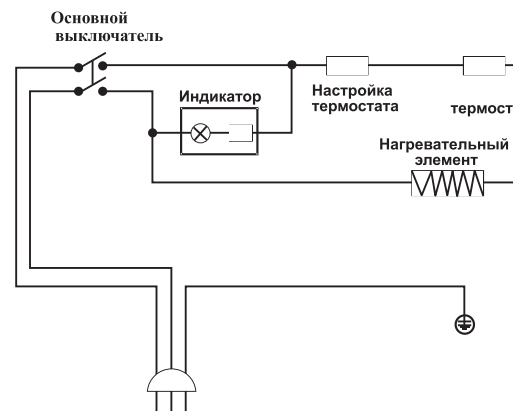 Основной
выключатель
Индикатор
Настройка
термостата
термост
Нагревательный
элемент